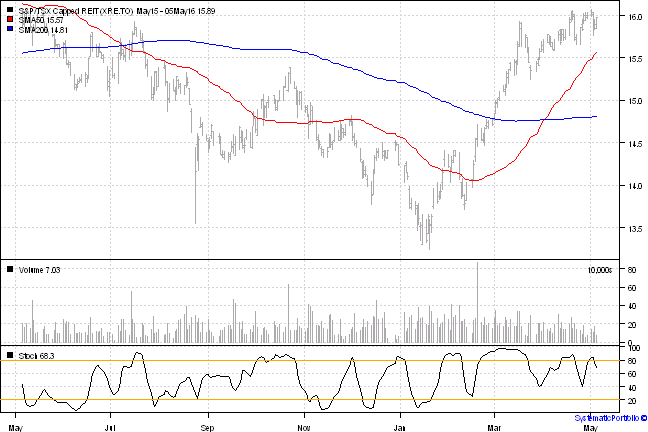 S&P/TSX Capped REIT (XRE.TO) May15 - 05May16 15.89
SMA50, 15.57
SMA200, 14.81
16.0
15.5
15.0
14.5
14.0
13.5
Volume 7.03
10,000s
80
60
40
20
0
Stoch 68.3
100
80
60
40
20
SystematicPortfolio ©
May
Jul
Sep
Nov
Jan
Mar
May